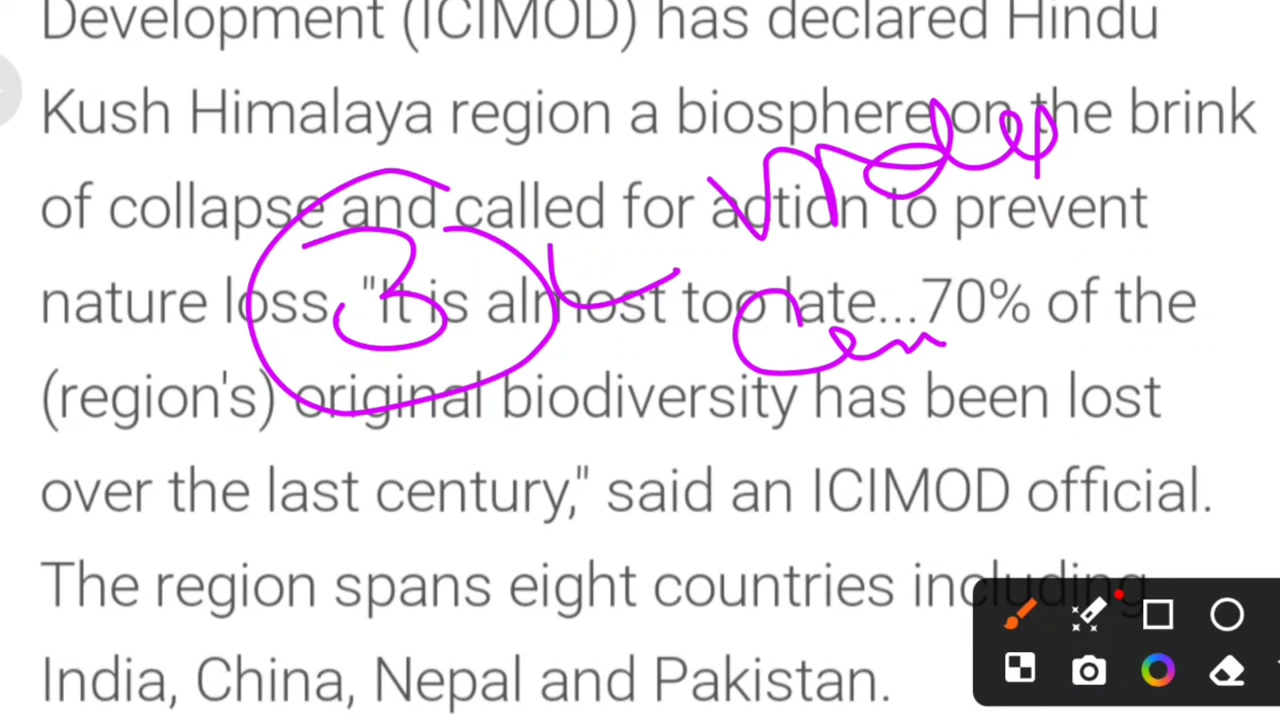 Development (ICIMOD) has declared Hindu
Kush Himalaya region a biosphere on the brink
of collapse and called for action to prevent
nature loss. "It is almost too late...70% of the
(region's) original biodiversity has been lost
over the last century," said an ICIMOD official.
The region spans eight countries including
India, China, Nepal and Pakistan.
3